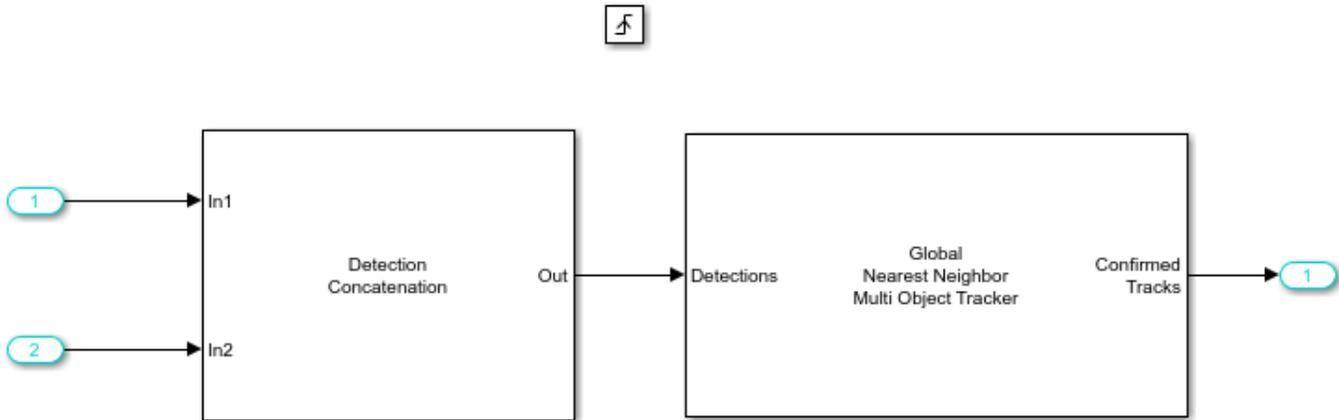 1
In1
Detection
Concatenation
Out
2
In2
Detections
Global
Nearest Neighbor
Multi Object Tracker
Confirmed
Tracks
1